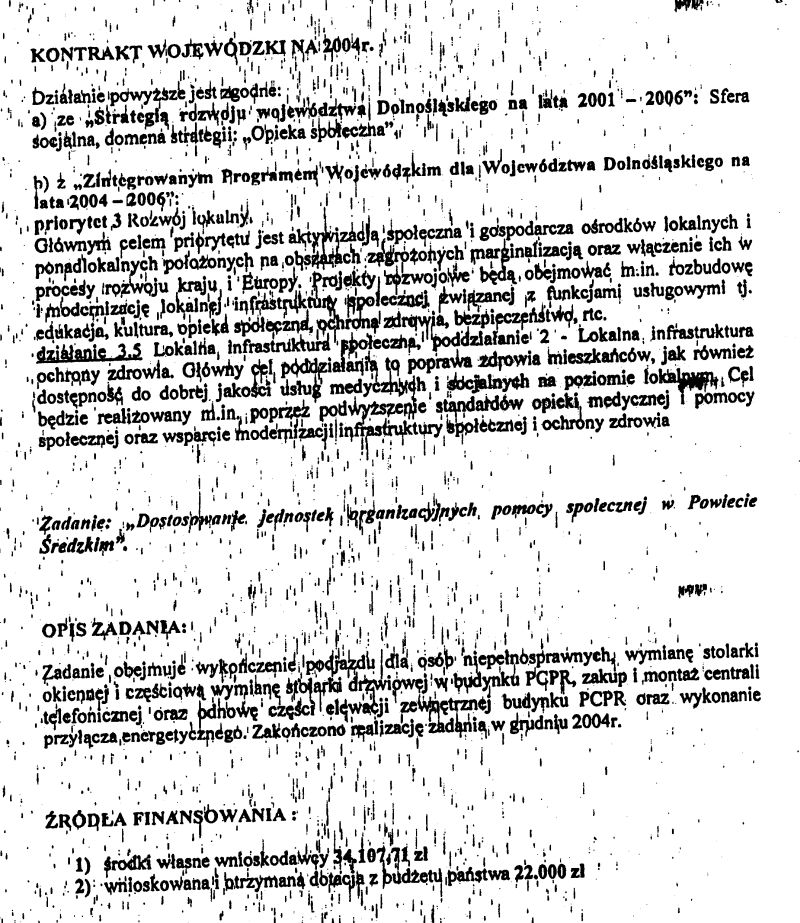 KONTRAKT WOJEWÓDZKI NA 2004r.
Działanie powyższe jest zgodne:
a) ze „Strategią rozwoju województwa Dolnośląskiego na lata 2001 – 2006”: Sfera
socjalna, domena strategii: „Opieka społeczna”,
b) z „Zintegrowanym Programem Wojewódzkim dla Województwa Dolnośląskiego na
lata 2004 – 2006”:
priorytet 3 Rozwój lokalny.
Głównym celem priorytetu jest aktywizacja społeczna i gospodarcza ośrodków lokalnych i
ponadlokalnych położonych na obszarach zagrożonych marginalizacją oraz włączenie ich w
procesy rozwoju kraju i Europy. Projekty rozwojowe będą obejmować m.in. rozbudowę
i modernizację lokalnej infrastruktury społecznej związanej z funkcjami usługowymi tj.
edukacja, kultura, opieka społeczna, ochrona zdrowia, bezpieczeństwo, rtc.
działanie 3.5 Lokalna infrastruktura społeczna, poddziałanie 2 - Lokalna infrastruktura
ochrony zdrowia. Główny cel poddziałania to poprawa zdrowia mieszkańców, jak również
dostępność do dobrej jakości usług medycznych i socjalnych na poziomie lokalnym. Cel
będzie realizowany m.in. poprzez podwyższenie standardów opieki medycznej i pomocy
społecznej oraz wsparcie modernizacji infrastruktury społecznej i ochrony zdrowia
Zadanie: „Dostosowanie jednostek organizacyjnych pomocy społecznej w Powiecie
Średzkim”.
OPIS ZADANIA:
Zadanie obejmuje wykończenie podjazdu dla osób niepełnosprawnych, wymianę stolarki
okiennej i częściową wymianę stolarki drzwiowej w budynku PCPR, zakup i montaż centrali
telefonicznej oraz odnowę części elewacji zewnętrznej budynku PCPR oraz wykonanie
przyłącza energetycznego. Zakończono realizację zadania w grudniu 2004r.
ŹRÓDŁA FINANSOWANIA :
1) środki własne wnioskodawcy 34.107,71 zł
2) wnioskowana i otrzymana dotacja z budżetu państwa 22.000 zł